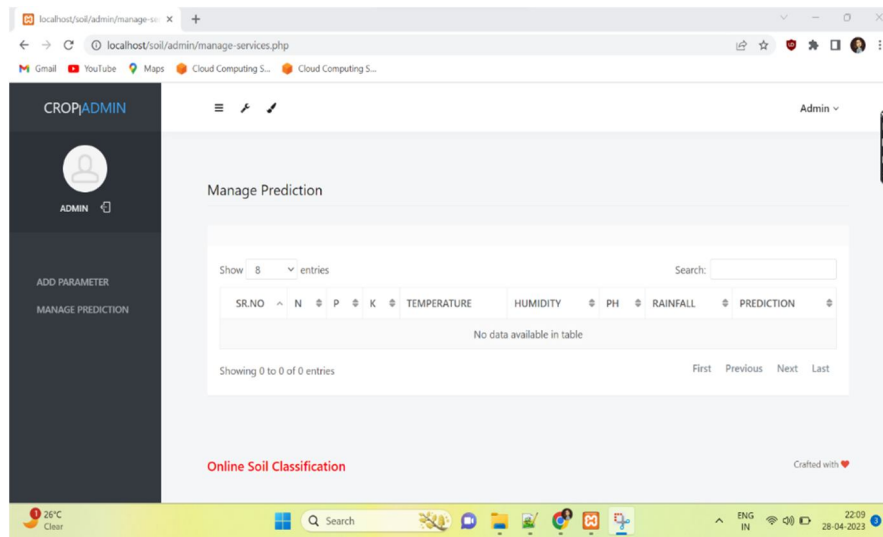 localhost/soil/admin/manage-se
localhost/soil/admin/manage-services.php
Gmail YouTube Maps Cloud Computing S... Cloud Computing S...
CROP|ADMIN
Admin
ADMIN
Manage Prediction
ADD PARAMETER
MANAGE PREDICTION
Show 8 entries Search:
SR.NO N P K TEMPERATURE HUMIDITY PH RAINFALL PREDICTION
No data available in table
Showing 0 to 0 of 0 entries First Previous Next Last
Online Soil Classification Crafted with
1 26°C
Clear
Search
ENG
IN
22:09
28-04-2023
3